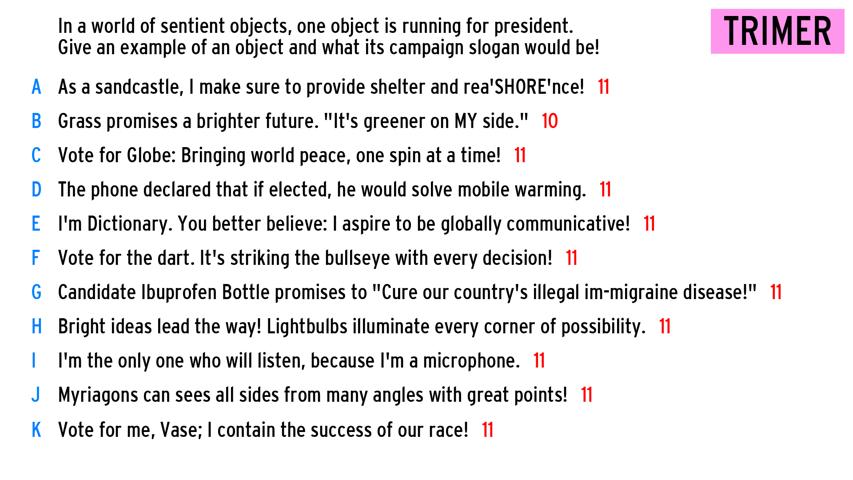 In a world of sentient objects, one object is running for president.
Give an example of an object and what its campaign slogan would be!
TRIMER
A As a sandcastle, I make sure to provide shelter and rea'SHORE'nce! 11
B Grass promises a brighter future. "It's greener on MY side." 10
C Vote for Globe: Bringing world peace, one spin at a time! 11
D The phone declared that if elected, he would solve mobile warming. 11
E I'm Dictionary. You better believe: I aspire to be globally communicative! 11
F Vote for the dart. It's striking the bullseye with every decision! 11
G Candidate Ibuprofen Bottle promises to "Cure our country's illegal im-migraine disease!" 11
H Bright ideas lead the way! Lightbulbs illuminate every corner of possibility. 11
I I'm the only one who will listen, because I'm a microphone. 11
J Myriagons can sees all sides from many angles with great points! 11
K Vote for me, Vase; I contain the success of our race! 11